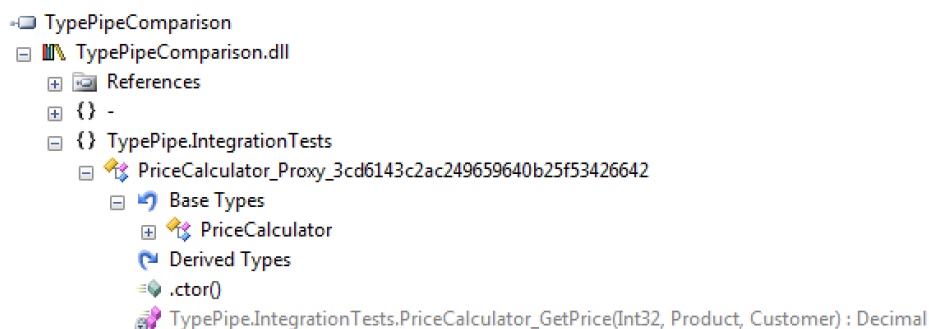 TypePipeComparison
TypePipeComparison.dll
References
{} -
{} TypePipe.IntegrationTests
PriceCalculator_Proxy_3cd6143c2ac249659640b25f53426642
Base Types
PriceCalculator
Derived Types
.ctor()
TypePipe.IntegrationTests.PriceCalculator_GetPrice(Int32, Product, Customer) : Decimal